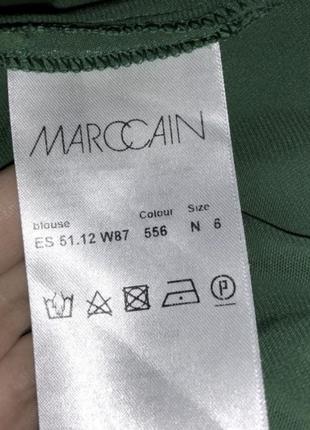 MARCCAIN
blouse Colour Size
ES 51.12 W87 556 N 6
P